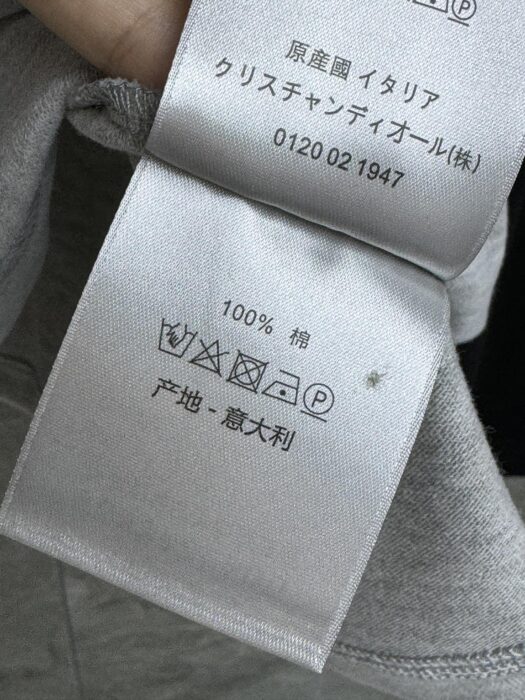 P
原産國 イタリア
クリスチャンディオール(株)
0120 02 1947
100% 棉
P
产地 - 意大利